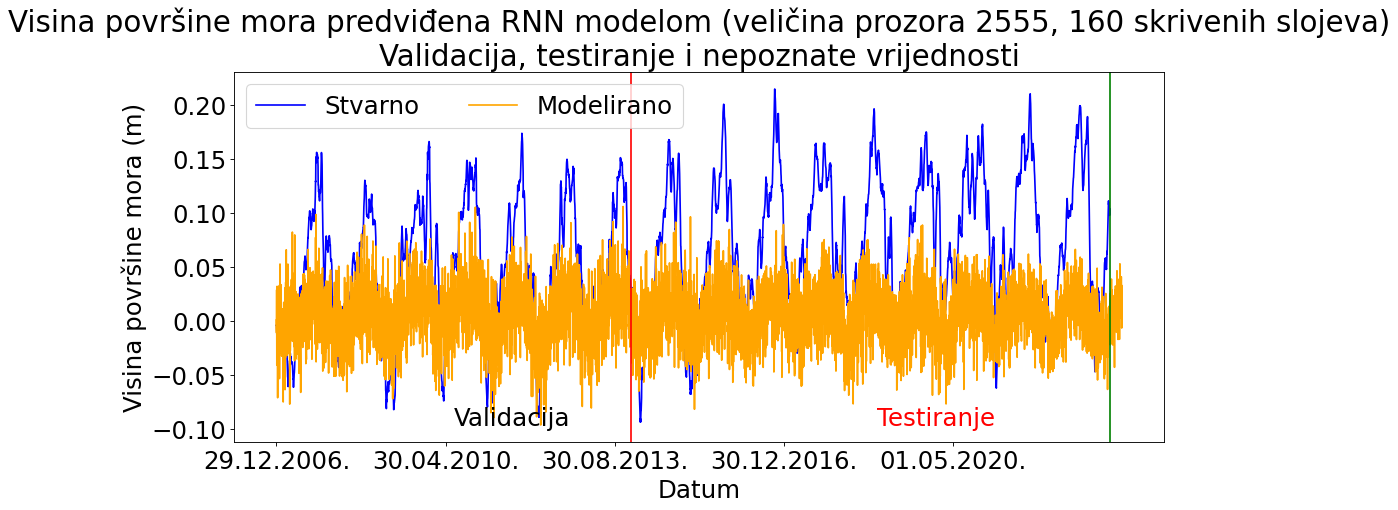 Visina površine mora predviđena RNN modelom (veličina prozora 2555, 160 skrivenih slojeva)
Validacija, testiranje i nepoznate vrijednosti
Stvarno Modelirano
Visina površine mora (m)
0.20
0.15
0.10
0.05
0.00
−0.05
−0.10
Validacija Testiranje
29.12.2006. 30.04.2010. 30.08.2013. 30.12.2016. 01.05.2020.
Datum